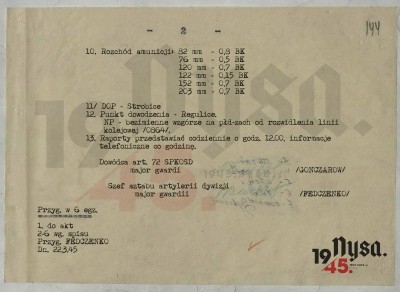 - 2 -
144
10. Rozchód amunicji: 82 mm - 0,8 BK
76 mm - 0,5 BK
120 mm - 0,7 BK
122 mm - 0,15 BK
152 mm - 0,7 BK
203 mm - 0,7 BK
11/ DOP - Strobice
12. Punkt dowodzenia - Regulice.
NP - bezimienne wzgórze na płd-zach od rozwidlenia linii
kolejowej /0864/.
13. Raporty przedstawiać codziennie o godz. 12.00, informacje
telefoniczne co godzinę.
Dowódca art. 72 SPKOSD
major gwardii /GONCZAROW/
Szef sztabu artylerii dywizji
major gwardii /FEDCZENKO/
Przyg. w 6 egz.
1. do akt
2-6 wg. spisu
Przyg. FEDCZENKO
Dn. 22.3.45
Nysa.
1945.